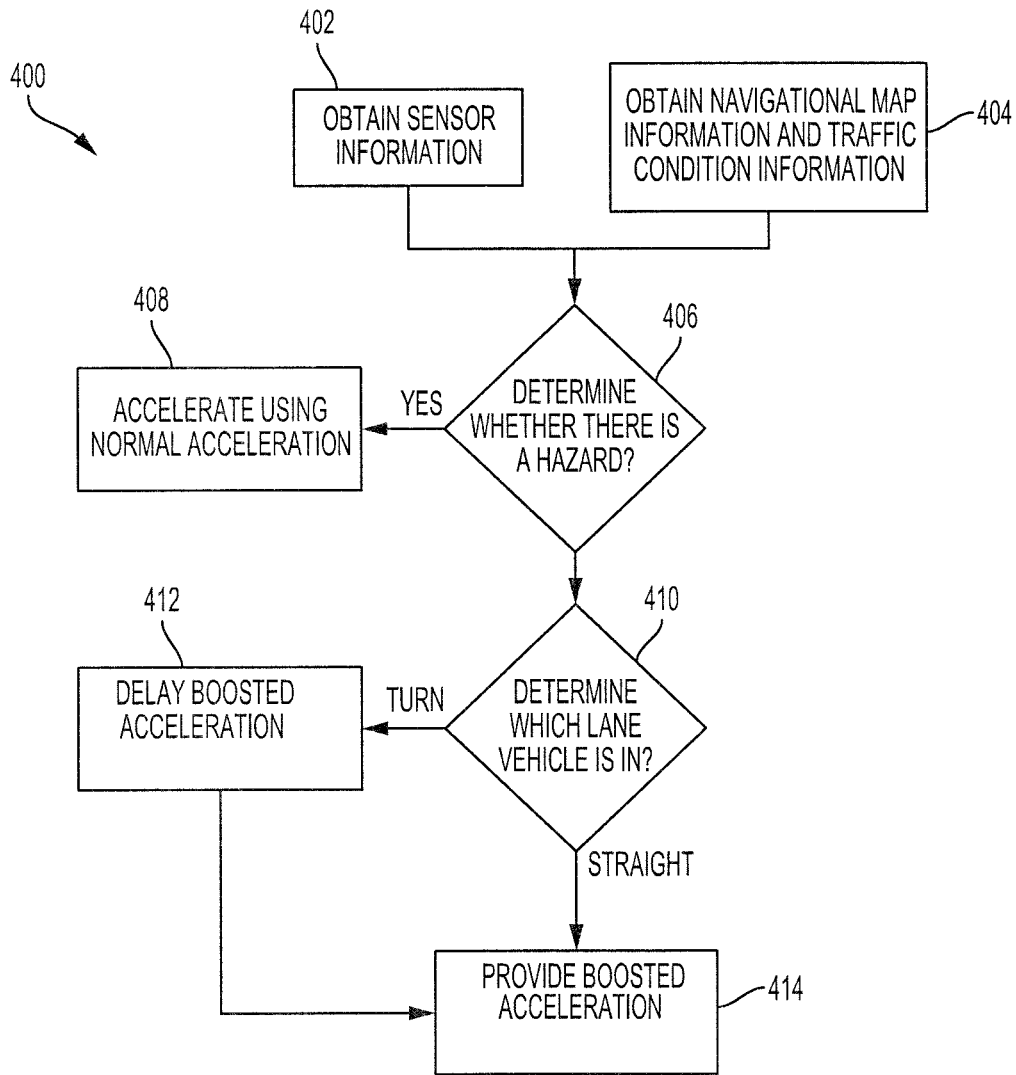 402
400
OBTAIN SENSOR
INFORMATION
OBTAIN NAVIGATIONAL MAP
INFORMATION AND TRAFFIC
CONDITION INFORMATION
404
408
406
ACCELERATE USING
NORMAL ACCELERATION
YES
DETERMINE
WHETHER THERE IS
A HAZARD?
412
410
DELAY BOOSTED
ACCELERATION
TURN
DETERMINE
WHICH LANE
VEHICLE IS IN?
STRAIGHT
PROVIDE BOOSTED
ACCELERATION
414